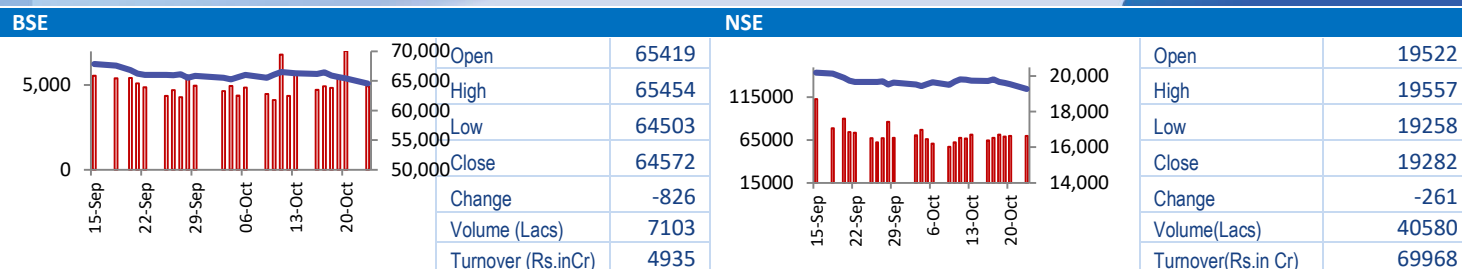 BSE
NSE
5,000
0
70,000
65,000
60,000
55,000
50,000
15-Sep
22-Sep
29-Sep
06-Oct
13-Oct
20-Oct
Open 65419
High 65454
Low 64503
Close 64572
Change -826
Volume (Lacs) 7103
Turnover (Rs.inCr) 4935
115000
65000
15000
20,000
18,000
16,000
14,000
15-Sep
22-Sep
29-Sep
6-Oct
13-Oct
20-Oct
Open 19522
High 19557
Low 19258
Close 19282
Change -261
Volume(Lacs) 40580
Turnover(Rs.in Cr) 69968